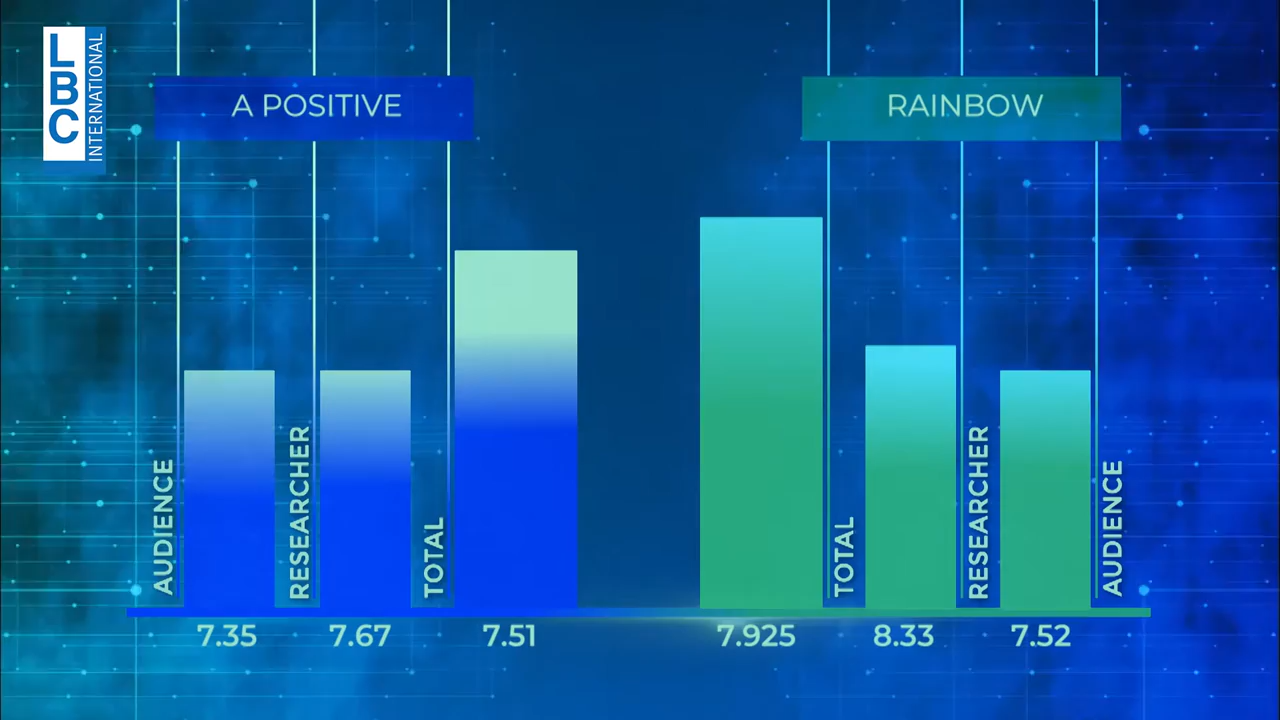 LBC
INTERNATIONAL
A POSITIVE
RAINBOW
AUDIENCE
RESEARCHER
TOTAL
TOTAL
RESEARCHER
AUDIENCE
7.35 7.67 7.51 7.925 8.33 7.52